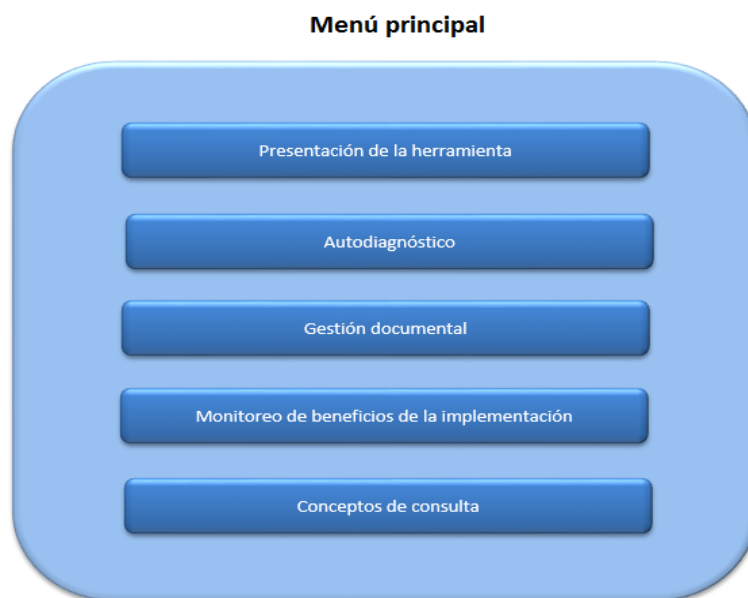 Menú principal
Presentación de la herramienta
Autodiagnóstico
Gestión documental
Monitoreo de beneficios de la implementación
Conceptos de consulta